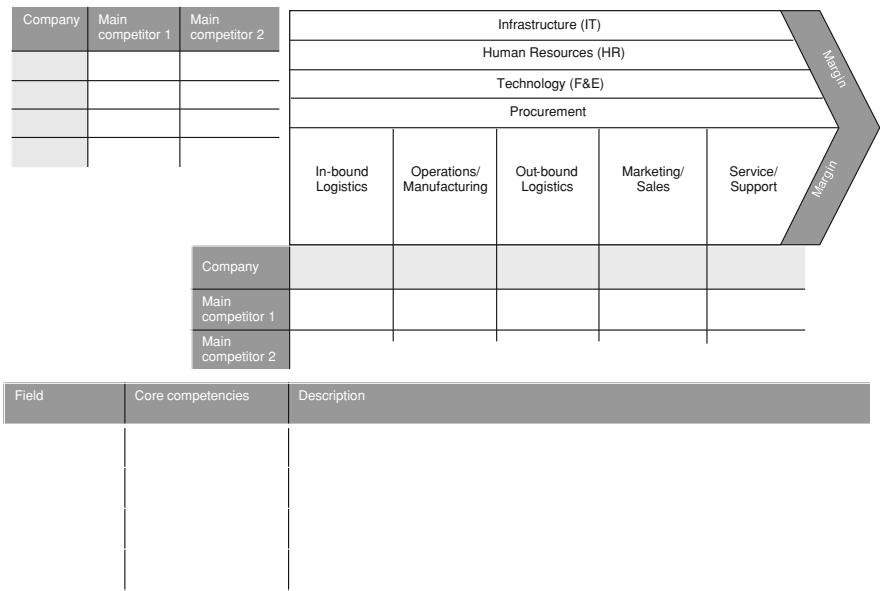 Company
Main
competitor 1
Main
competitor 2
Infrastructure (IT)
Human Resources (HR)
Technology (F&E)
Procurement
Margin
Margin
In-bound
Logistics
Operations/
Manufacturing
Out-bound
Logistics
Marketing/
Sales
Service/
Support
Company
Main
competitor 1
Main
competitor 2
Field
Core competencies
Description